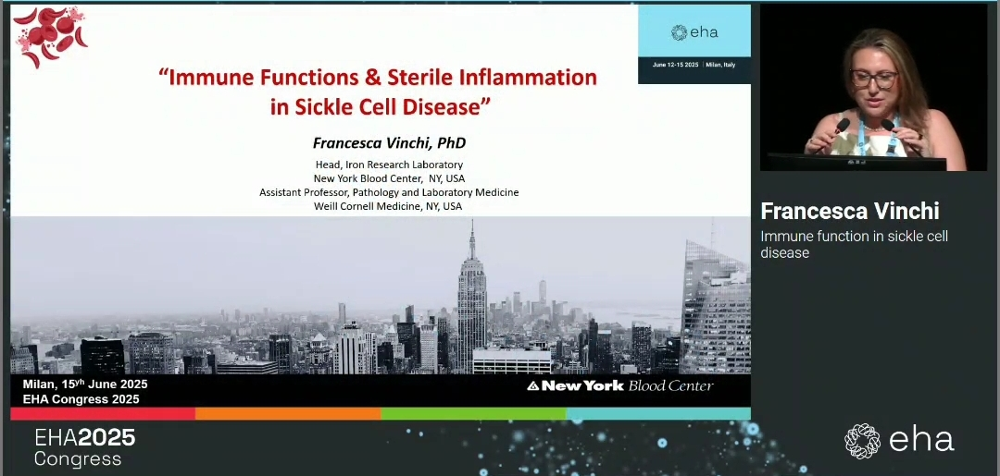 eha
June 12-15 2025 | Milan, Italy
“Immune Functions & Sterile Inflammation
in Sickle Cell Disease”
Francesca Vinchi, PhD
Head, Iron Research Laboratory
New York Blood Center, NY, USA
Assistant Professor, Pathology and Laboratory Medicine
Weill Cornell Medicine, NY, USA
Milan, 15vh June 2025
EHA Congress 2025
New York Blood Center
Francesca Vinchi
Immune function in sickle cell
disease
EHA2025
Congress
eha